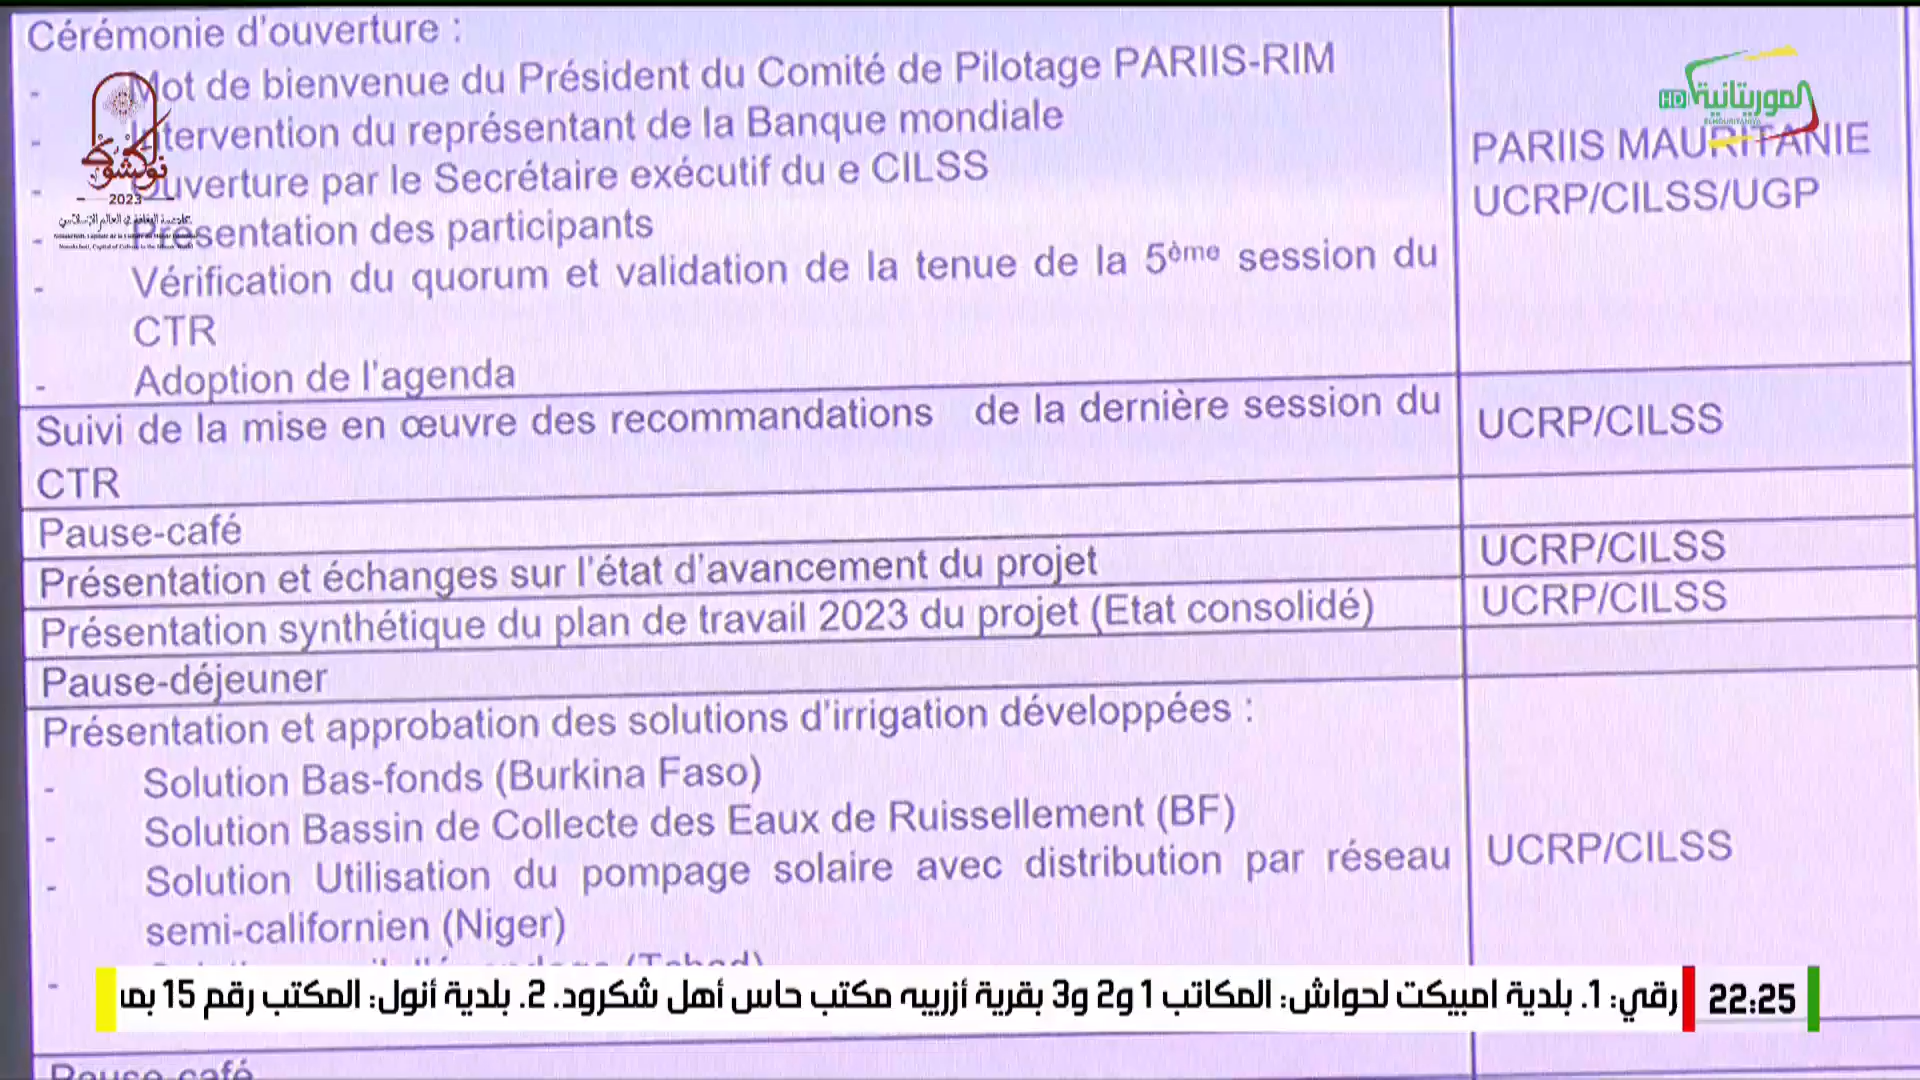 Cérémonie d'ouverture :
- Mot de bienvenue du Président du Comité de Pilotage PARIIS-RIM
- Intervention du représentant de la Banque mondiale
- Ouverture par le Secrétaire exécutif du e CILSS
- Présentation des participants
- Vérification du quorum et validation de la tenue de la 5ème session du
CTR
- Adoption de l'agenda
PARIIS MAURITANIE
UCRP/CILSS/UGP
Suivi de la mise en œuvre des recommandations de la dernière session du
CTR
UCRP/CILSS
Pause-café
Présentation et échanges sur l'état d'avancement du projet
UCRP/CILSS
Présentation synthétique du plan de travail 2023 du projet (Etat consolidé)
UCRP/CILSS
Pause-déjeuner
Présentation et approbation des solutions d'irrigation développées :
- Solution Bas-fonds (Burkina Faso)
- Solution Bassin de Collecte des Eaux de Ruissellement (BF)
- Solution Utilisation du pompage solaire avec distribution par réseau
semi-californien (Niger)
- (Tchad)
UCRP/CILSS
Pause-café
الموريتانية HD
ELMOURITANIYA
نواكشوط
2023
22:25
رقي: 1. بلدية امبيكت لحواش: المكاتب 1 و2 و3 بقرية أزرييه مكتب حاس أهل شكرود. 2. بلدية أنول: المكتب رقم 15 بم